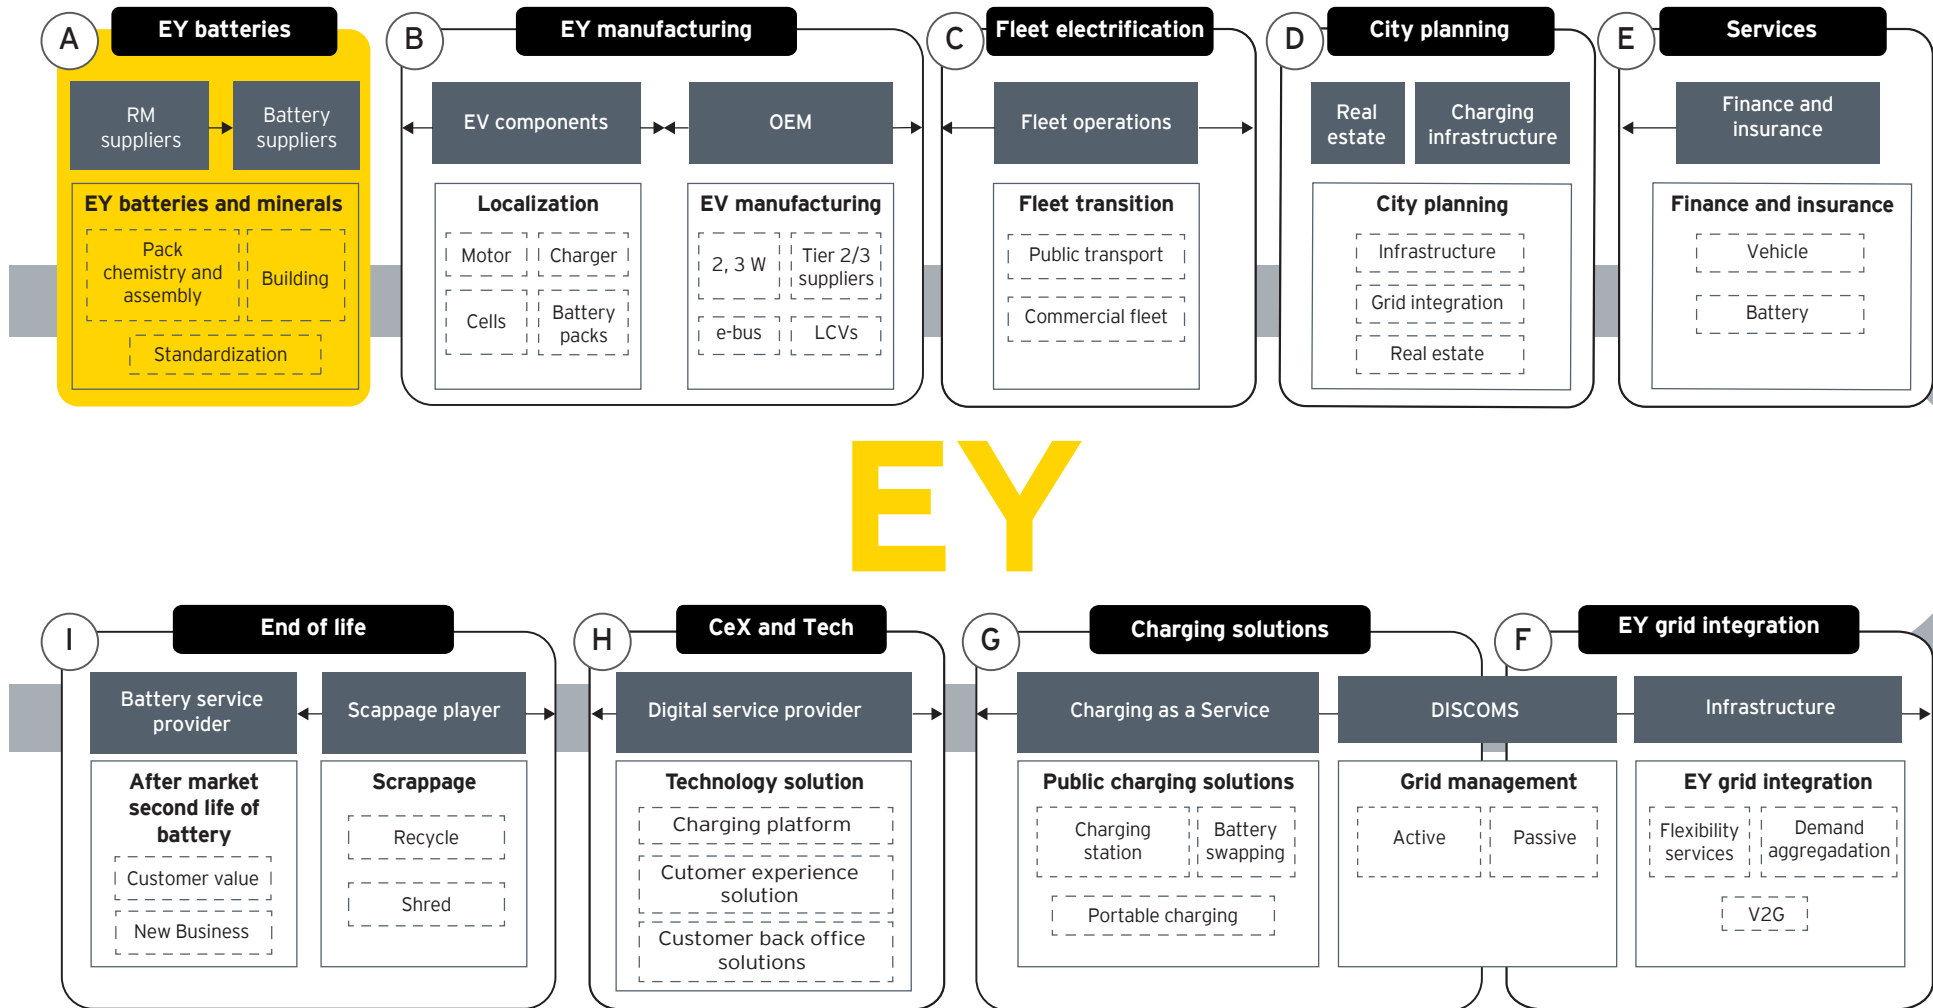 A
EY batteries
RM
suppliers
Battery
suppliers
EY batteries and minerals
Pack
chemistry and
assembly
Building
Standardization
B
EY manufacturing
EV components
OEM
Localization
Motor
Charger
Cells
Battery
packs
EV manufacturing
2, 3 W
Tier 2/3
suppliers
e-bus
LCVs
C
Fleet electrification
Fleet operations
Fleet transition
Public transport
Commercial fleet
D
City planning
Real
estate
Charging
infrastructure
City planning
Infrastructure
Grid integration
Real estate
E
Services
Finance and
insurance
Finance and insurance
Vehicle
Battery
EY
I
End of life
Battery service
provider
Scappage player
After market
second life of
battery
Customer value
New Business
Scrappage
Recycle
Shred
H
CeX and Tech
Digital service provider
Technology solution
Charging platform
Cutomer experience
solution
Customer back office
solutions
G
Charging solutions
Charging as a Service
DISCOMS
Public charging solutions
Charging
station
Battery
swapping
Portable charging
Grid management
Active
Passive
F
EY grid integration
Infrastructure
EY grid integration
Flexibility
services
Demand
aggregadation
V2G